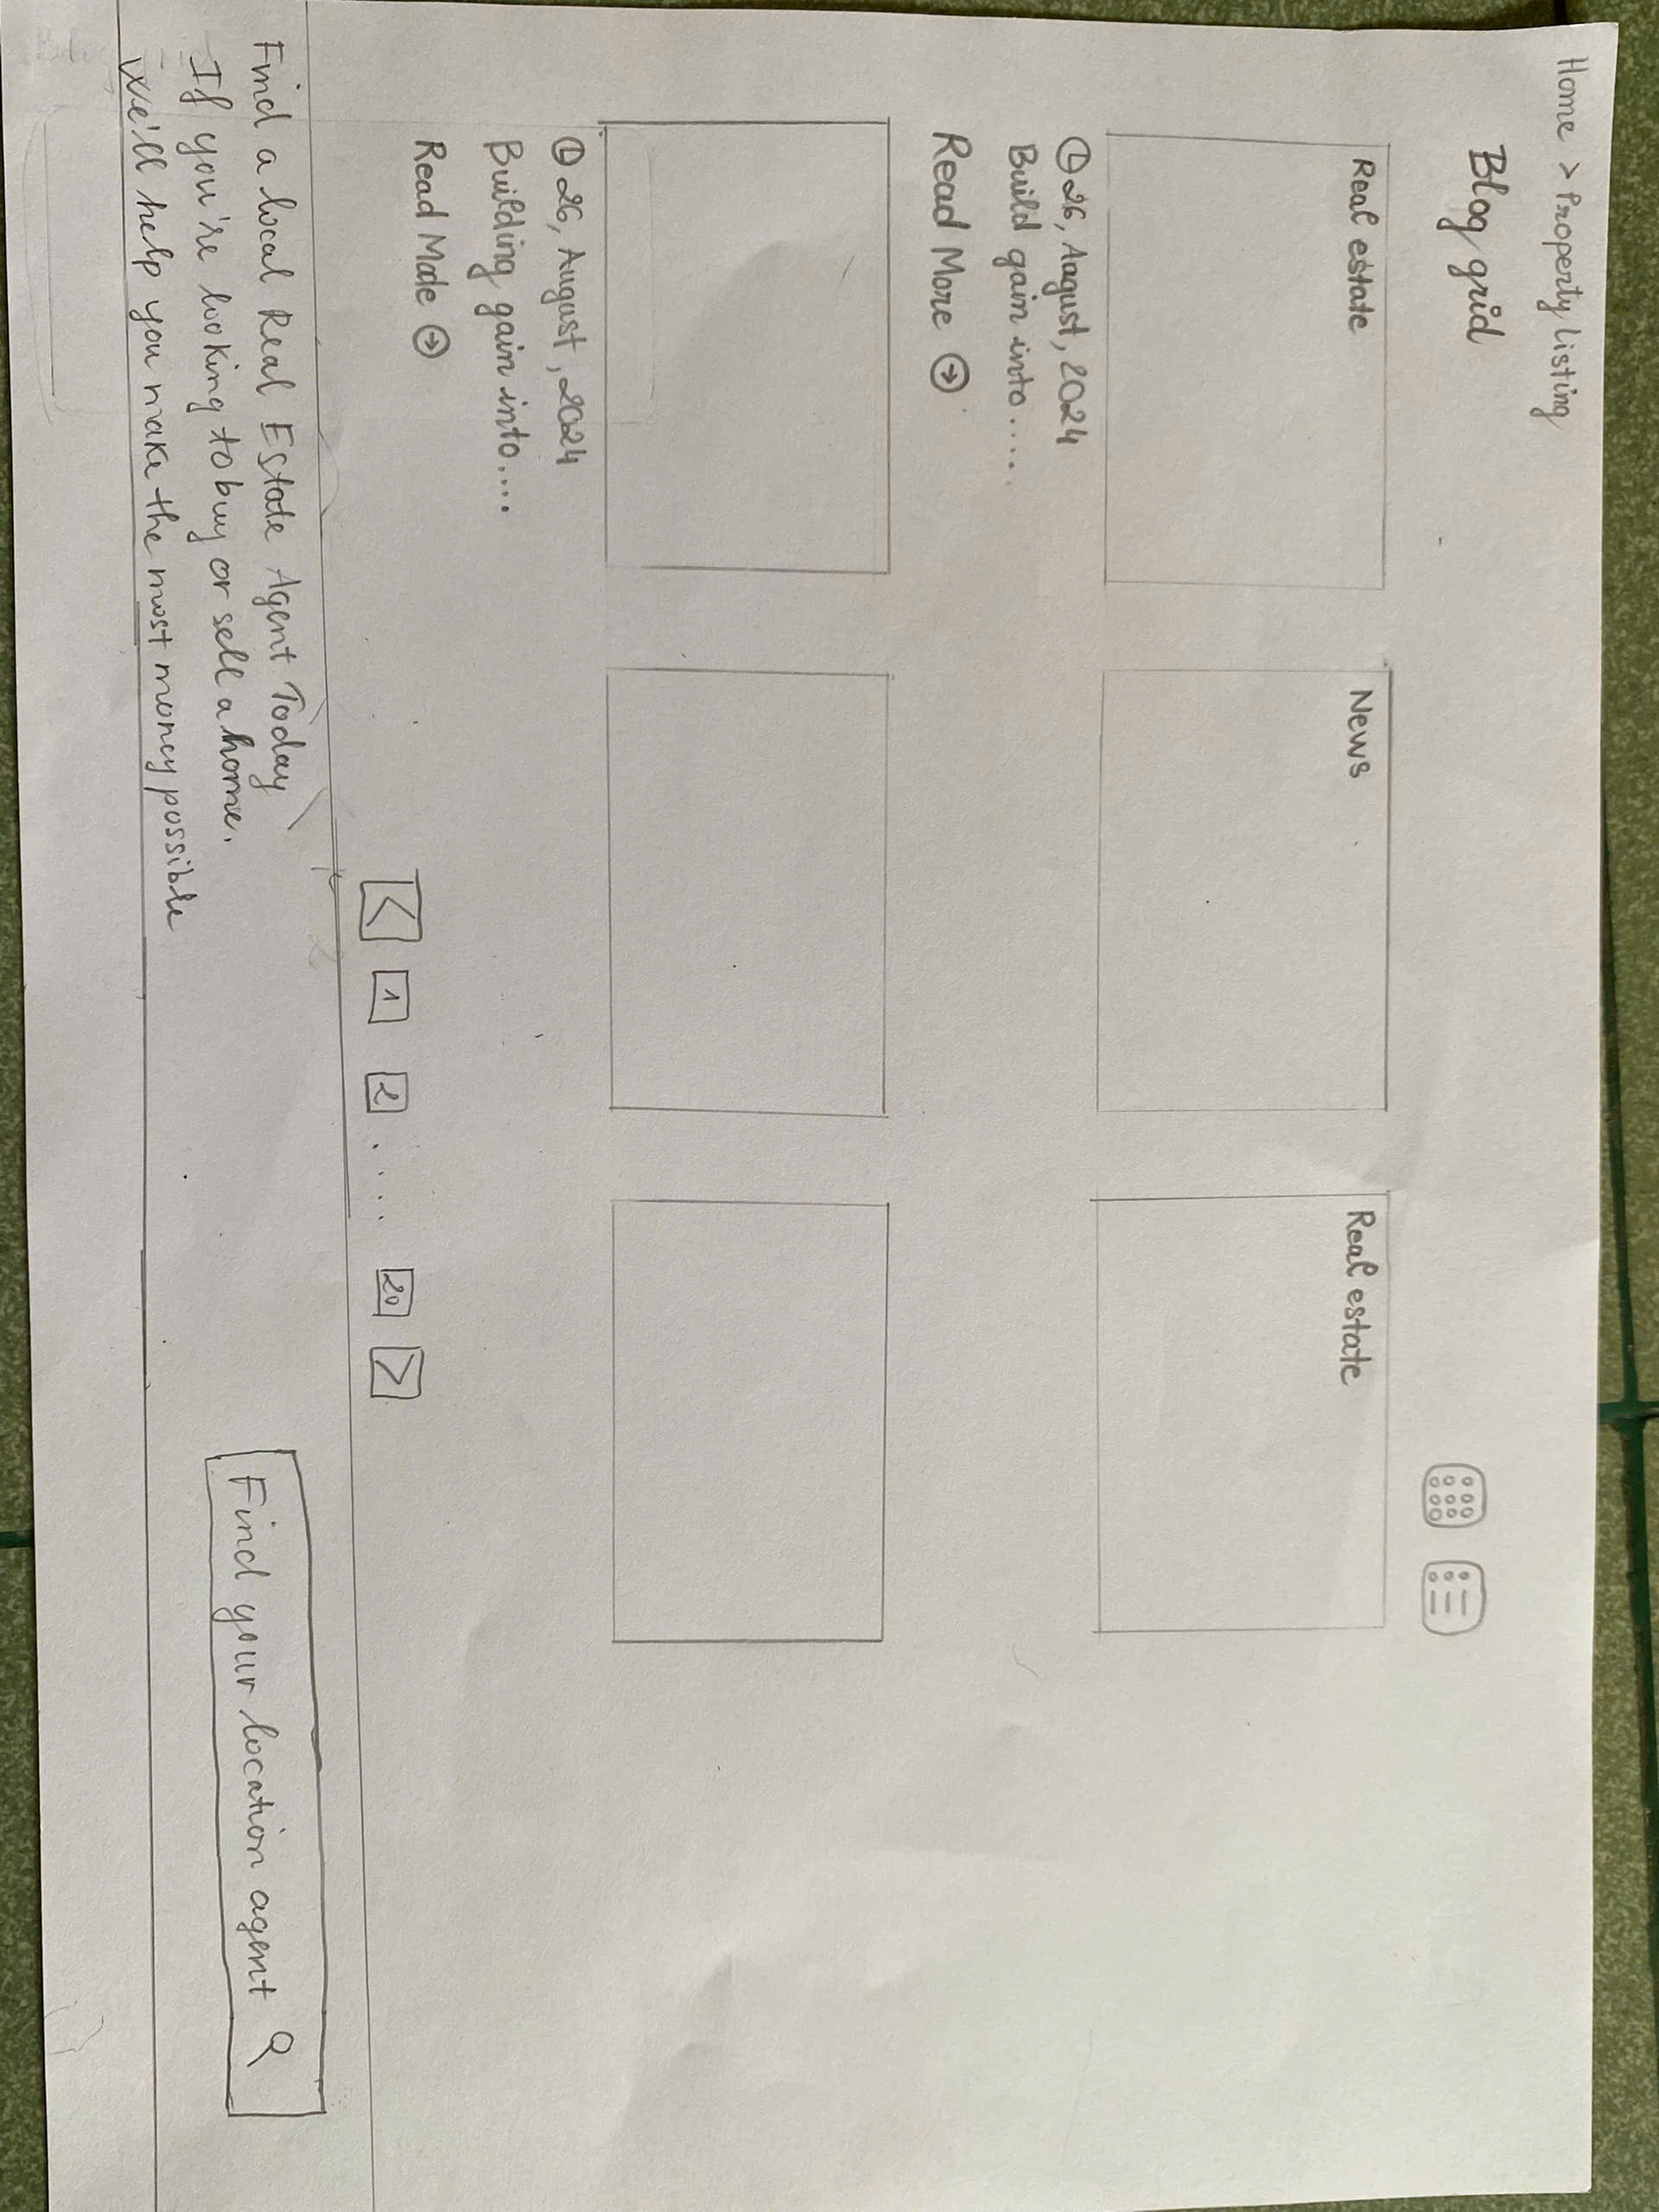 Home > Property Listing
Blog grid
Real estate
News
Real estate
26, August, 2024
Build gain into....
Read More
26, August, 2024
Building gain into....
Read Mode
< 1 2 .... 20 >
Find a local Real Estate Agent Today
If you're looking to buy or sell a home.
We'll help you make the most money possible
Find your location agent